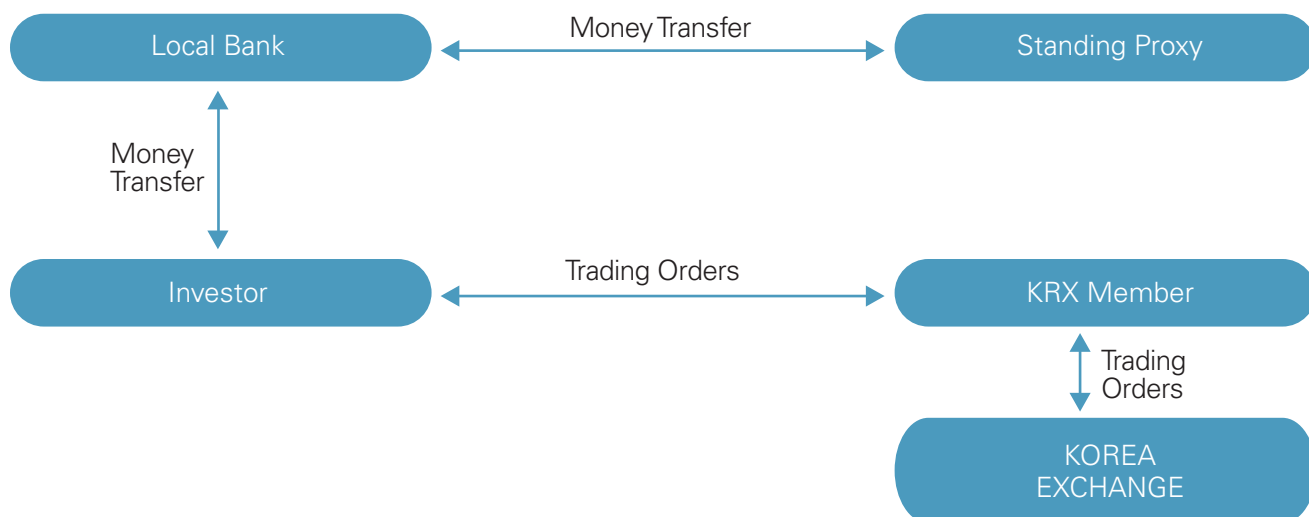 Local Bank
Money Transfer
Standing Proxy
Money
Transfer
Investor
Trading Orders
KRX Member
Trading
Orders
KOREA
EXCHANGE